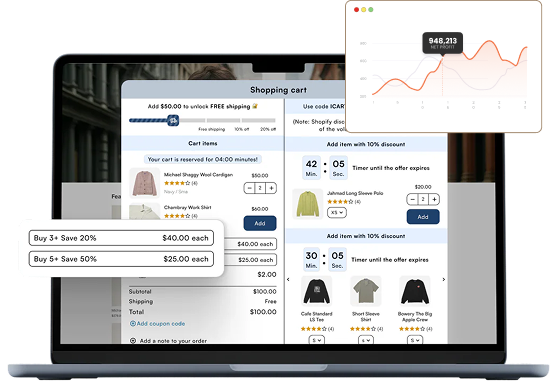 948,213
NET PROFIT
Shopping cart
Add $50.00 to unlock FREE shipping
Free shipping 10% off 20% off
Cart items
Your cart is reserved for 04:00 minutes!
Michael Shaggy Wool Cardigan
$50.00
(4)
Navy / Sma
2
Chambray Work Shirt
$60.00
(4)
Add
Buy 3+ Save 20% $40.00 each
Buy 5+ Save 50% $25.00 each
$40.00 each
$25.00 each
$2.00
Subtotal $100.00
Shipping Free
Total $100.00
Add coupon code
Add a note to your order
Use code ICAR
(Note: Shopify disc
of the vol
Add item with 10% discount
42 : 05
Min. Sec.
Timer until the offer expires
Jahmad Long Sleeve Polo
$20.00
(4)
2
XS
Add
Add item with 10% discount
30 : 05
Min. Sec.
Timer until the offer expires
Cafe Standard
LS Tee
(4)
S
Short Sleeve
Shirt
(4)
L
Bowery The Big
Apple Crew
(4)
S
Fea